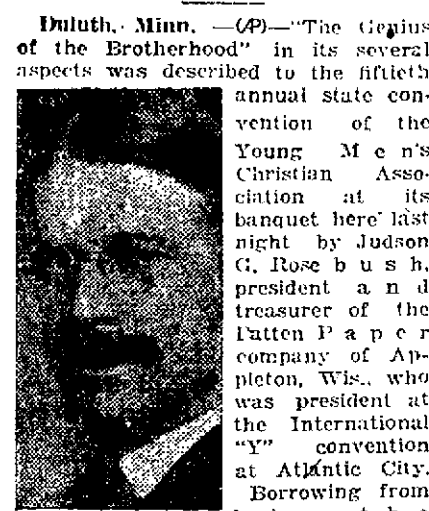 Duluth, Minn. —(AP)—"The Genius
of the Brotherhood" in its several
aspects was described to the fiftieth
annual state con-
vention of the
Young Men's
Christian Asso-
ciation at its
banquet here last
night by Judson
G. Rosebush,
president and
treasurer of the
Patten Paper
company of Ap-
pleton, Wis., who
was president at
the International
"Y" convention
at Atlantic City.
Borrowing from